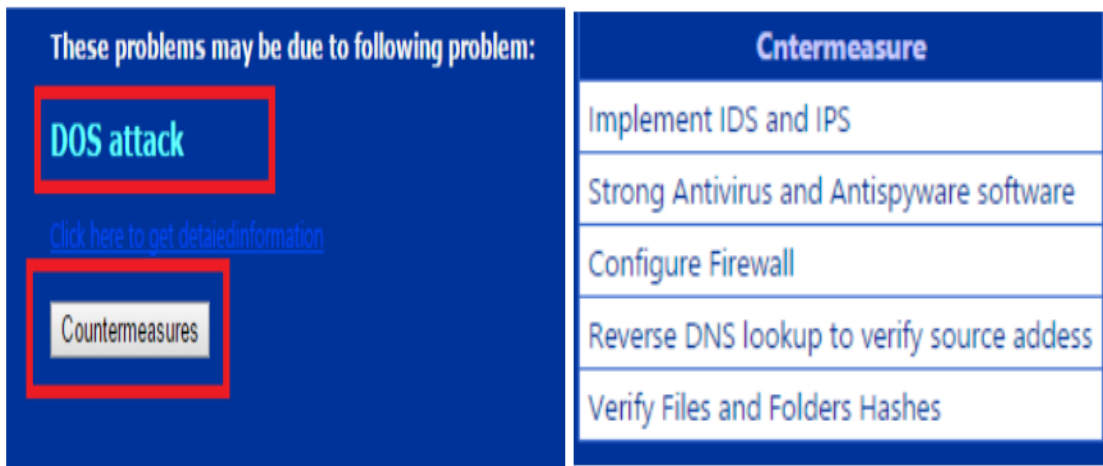 These problems may be due to following problem:
DOS attack
Click here to get detaiedinformation
Countermeasures
Cntermeasure
Implement IDS and IPS
Strong Antivirus and Antispyware software
Configure Firewall
Reverse DNS lookup to verify source addess
Verify Files and Folders Hashes